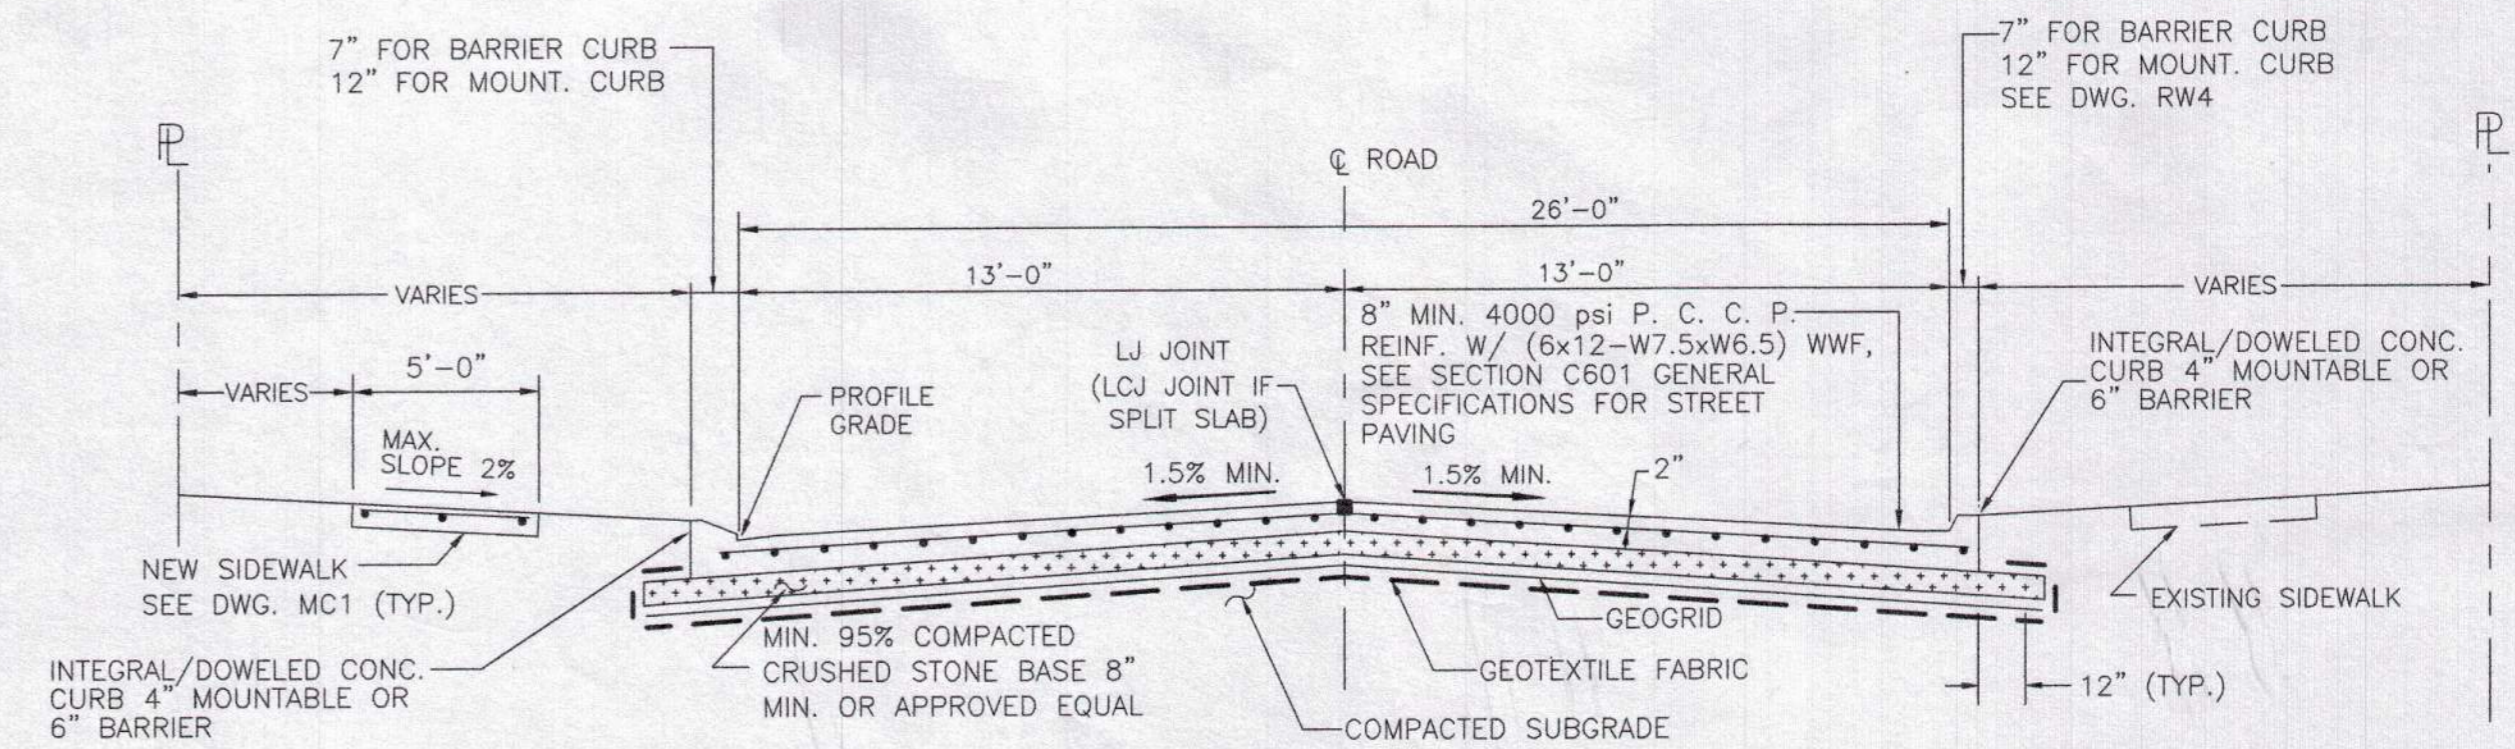 7" FOR BARRIER CURB
12" FOR MOUNT. CURB
7" FOR BARRIER CURB
12" FOR MOUNT. CURB
SEE DWG. RW4
PL
PL
CL ROAD
26'-0"
13'-0"
13'-0"
VARIES
VARIES
5'-0"
VARIES
MAX.
SLOPE 2%
PROFILE
GRADE
LJ JOINT
(LCJ JOINT IF
SPLIT SLAB)
8" MIN. 4000 psi P. C. C. P.
REINF. W/ (6x12-W7.5xW6.5) WWF,
SEE SECTION C601 GENERAL
SPECIFICATIONS FOR STREET
PAVING
INTEGRAL/DOWELED CONC.
CURB 4" MOUNTABLE OR
6" BARRIER
1.5% MIN.
1.5% MIN.
2"
NEW SIDEWALK
SEE DWG. MC1 (TYP.)
EXISTING SIDEWALK
GEOGRID
MIN. 95% COMPACTED
CRUSHED STONE BASE 8"
MIN. OR APPROVED EQUAL
GEOTEXTILE FABRIC
12" (TYP.)
INTEGRAL/DOWELED CONC.
CURB 4" MOUNTABLE OR
6" BARRIER
COMPACTED SUBGRADE